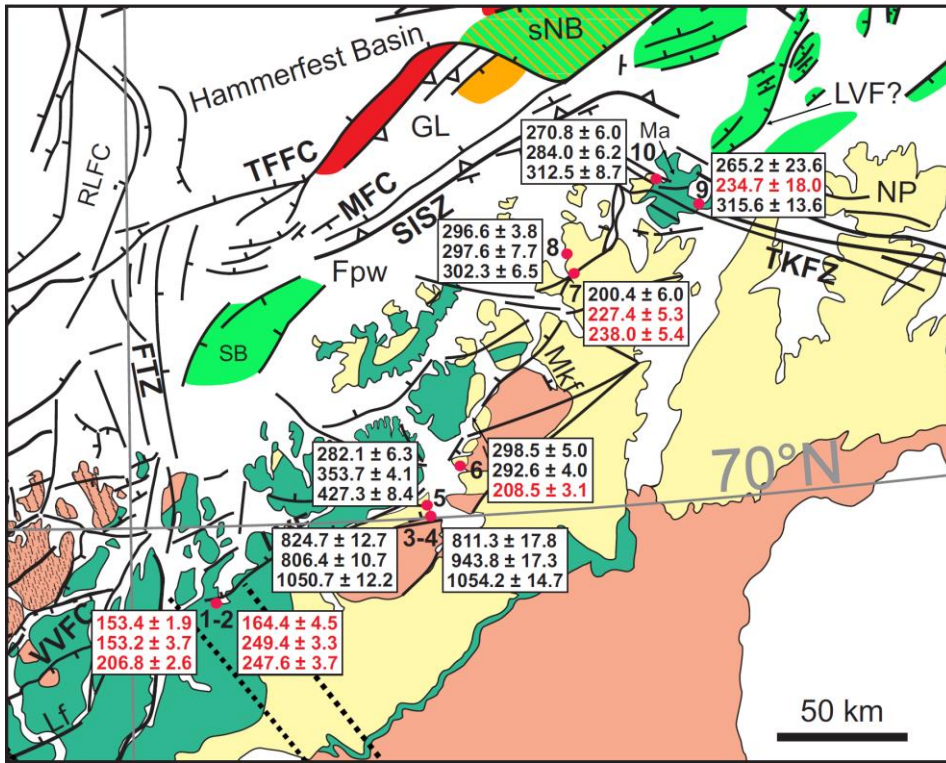 sNB
Hammerfest Basin
LVF?
RLFC
GL
TFFC
MFC
SISZ
Ma
270.8 ± 6.0
284.0 ± 6.2
312.5 ± 8.7
10
9
265.2 ± 23.6
234.7 ± 18.0
315.6 ± 13.6
NP
TKFZ
296.6 ± 3.8
297.6 ± 7.7
302.3 ± 6.5
8
7
200.4 ± 6.0
227.4 ± 5.3
238.0 ± 5.4
Fpw
SB
FTZ
Mkf
282.1 ± 6.3
353.7 ± 4.1
427.3 ± 8.4
6
298.5 ± 5.0
292.6 ± 4.0
208.5 ± 3.1
70°N
5
3-4
824.7 ± 12.7
806.4 ± 10.7
1050.7 ± 12.2
811.3 ± 17.8
943.8 ± 17.3
1054.2 ± 14.7
1-2
153.4 ± 1.9
153.2 ± 3.7
206.8 ± 2.6
164.4 ± 4.5
249.4 ± 3.3
247.6 ± 3.7
VVFC
Lf
50 km